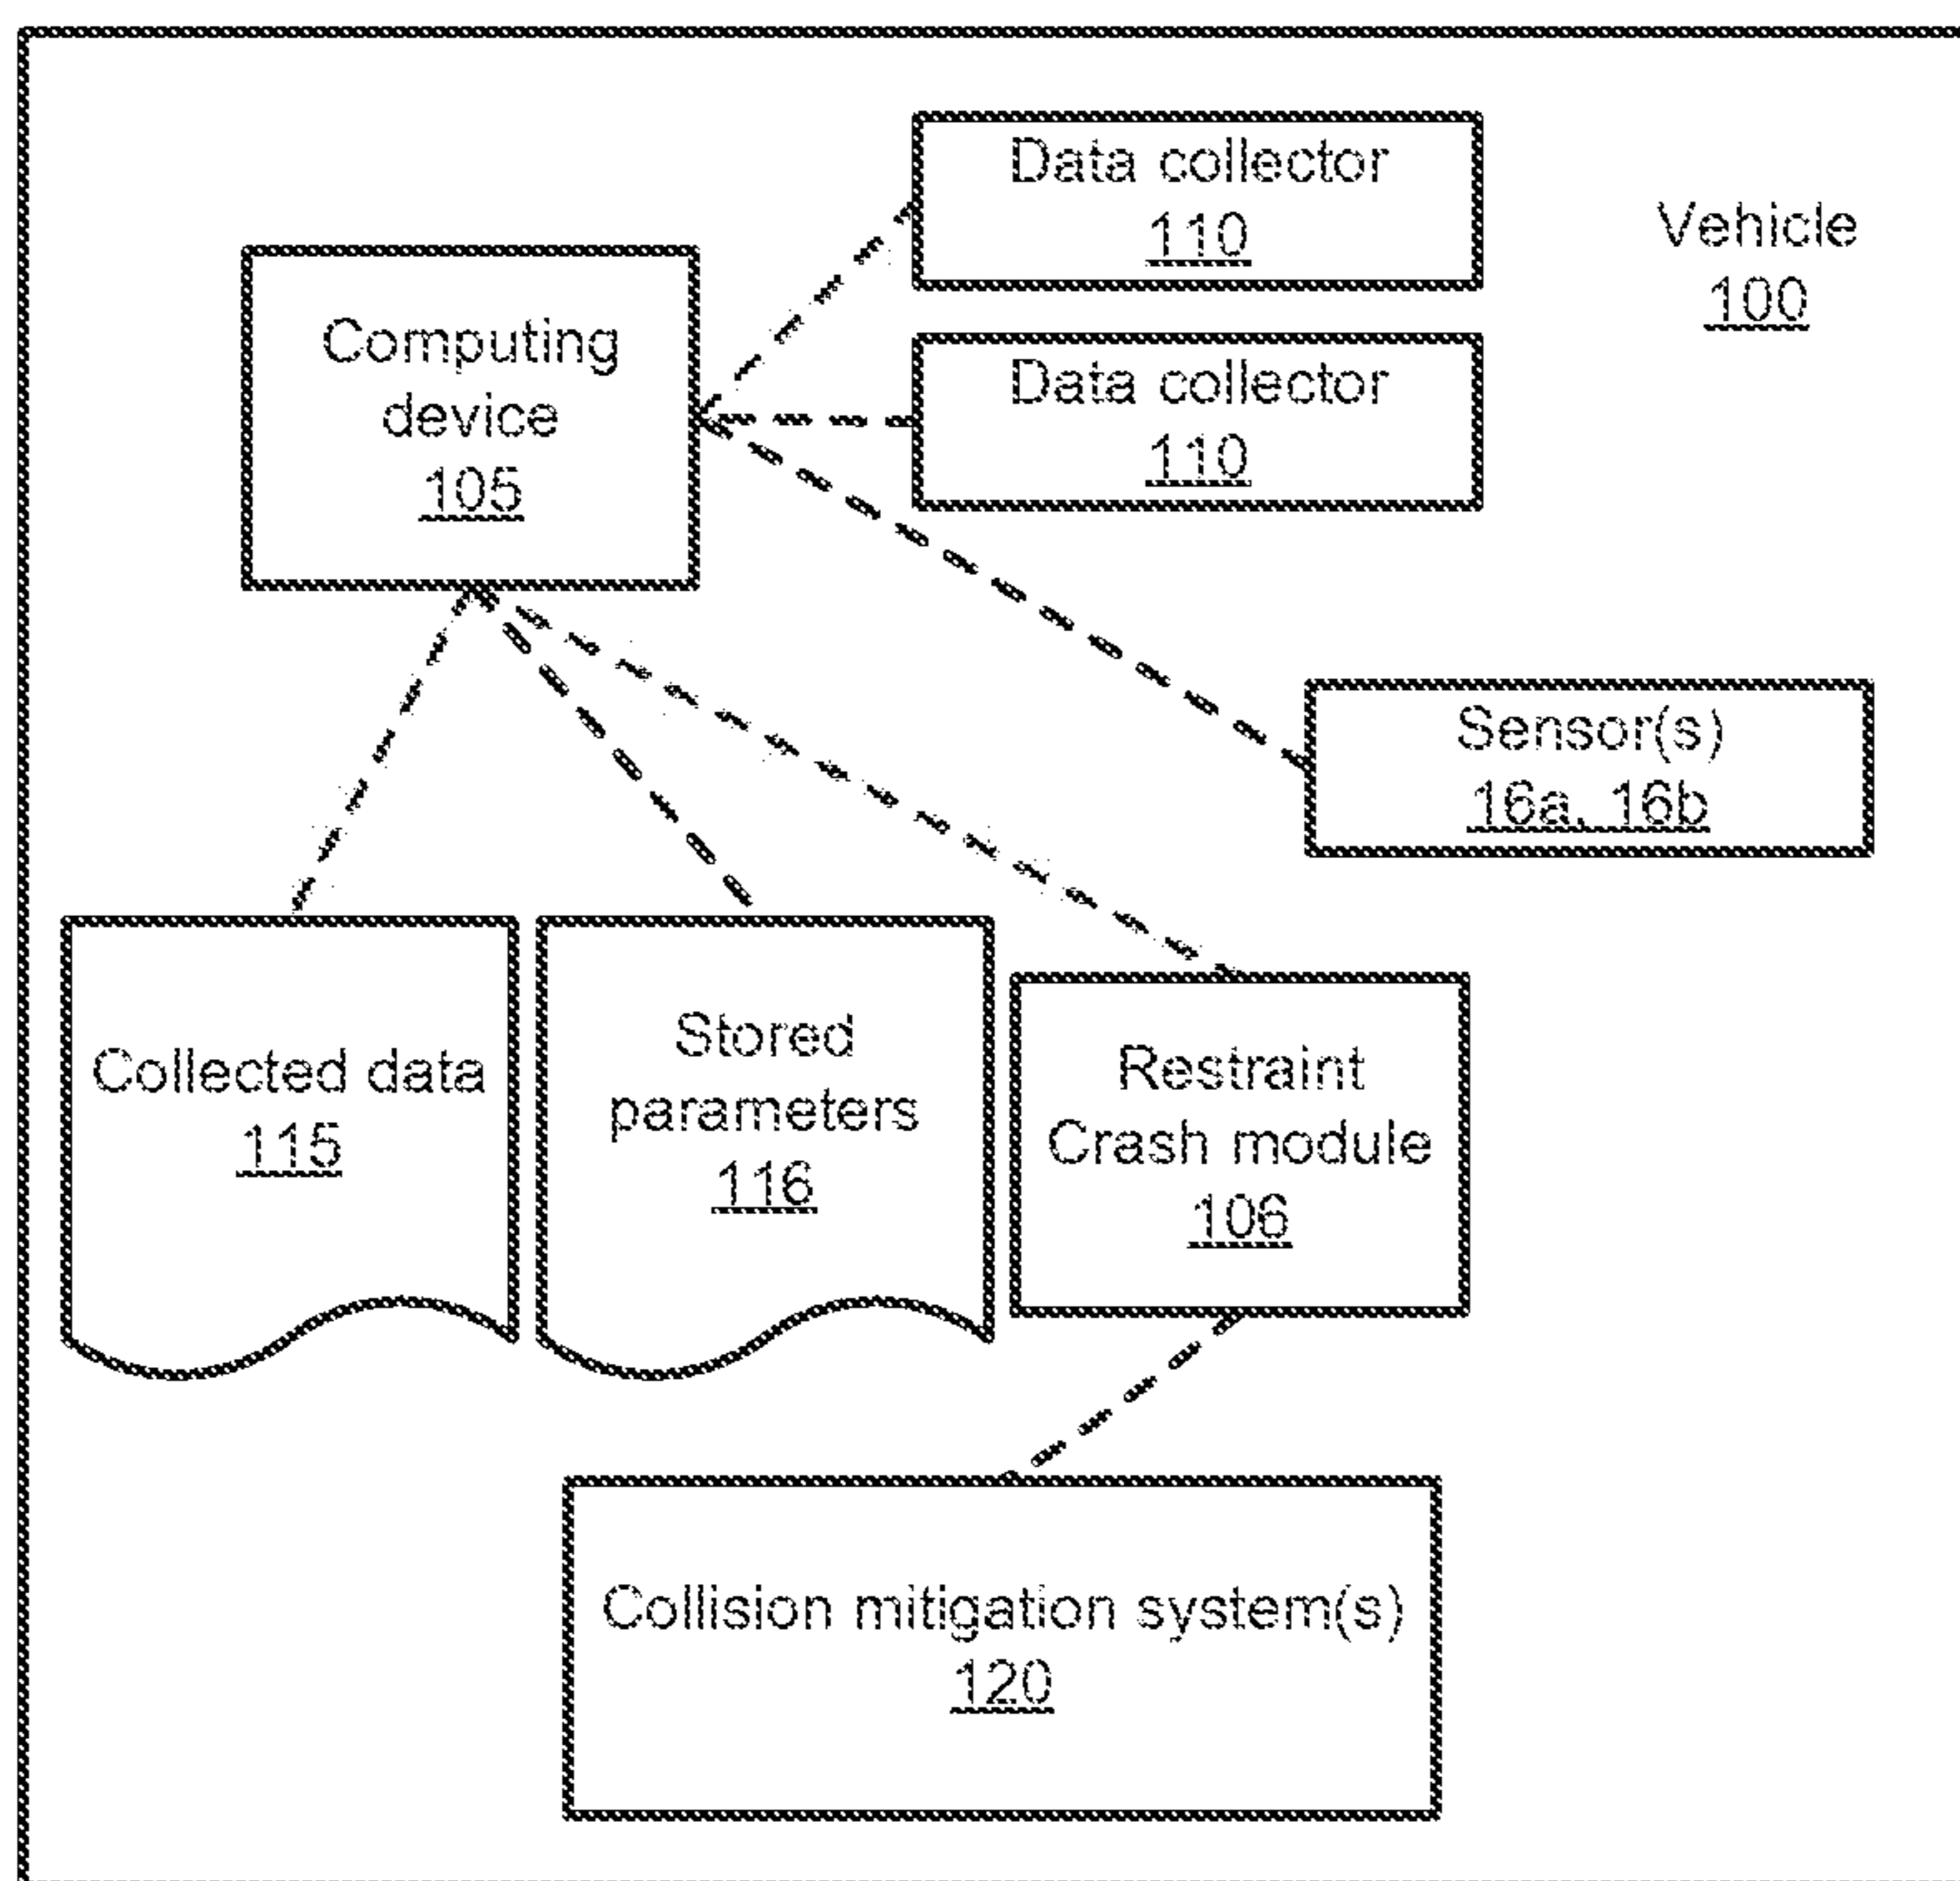 Data collector
110
Vehicle
100
Computing
device
105
Data collector
110
Sensor(s)
16a, 16b
Collected data
115
Stored
parameters
116
Restraint
Crash module
106
Collision mitigation system(s)
120